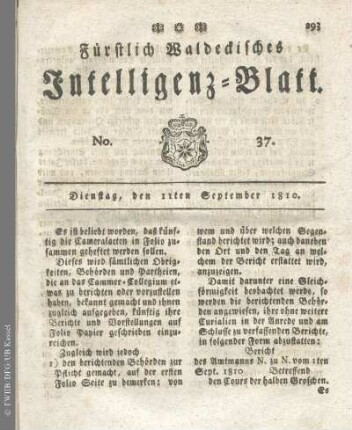 293
Fürstlich Waldeckisches
Intelligenz-Blatt.
No. 37.
Dienstag, den 11ten September 1810.
Es ist beliebt worden, daß künf-
tig die Cameralacten in Folio zu-
sammen geheftet werden sollen.
Dieses wird sämtlichen Obrig-
keiten, Behörden und Partheien,
die an das Cammer-Collegium et-
was zu berichten oder vorzustellen
haben, bekannt gemacht und ihnen
zugleich aufgegeben, künftig ihre
Berichte und Vorstellungen auf
Folio Papier geschrieben einzu-
reichen.
Zugleich wird jedoch
1) den berichtenden Behörden zur
Pflicht gemacht, auf der ersten
Folio Seite zu bemerken: von
wem und über welchen Gegen-
stand berichtet wird; auch daneben
den Ort und den Tag an wel-
chem der Bericht erstattet wird,
anzuzeigen.
Damit darunter eine Gleich-
förmigkeit beobachtet werde, so
werden die berichtenden Behör-
den angewiesen, ihre ohne weitere
Curialien in der Anrede und am
Schluße zu verfassenden Berichte,
in folgender Form abzustatten:
Bericht
des Amtmanns N. zu N. vom 1ten
Sept. 1810 Betreffend
den Cours der halben Groschen.
Es
© FWHB/DFG/UB Kassel